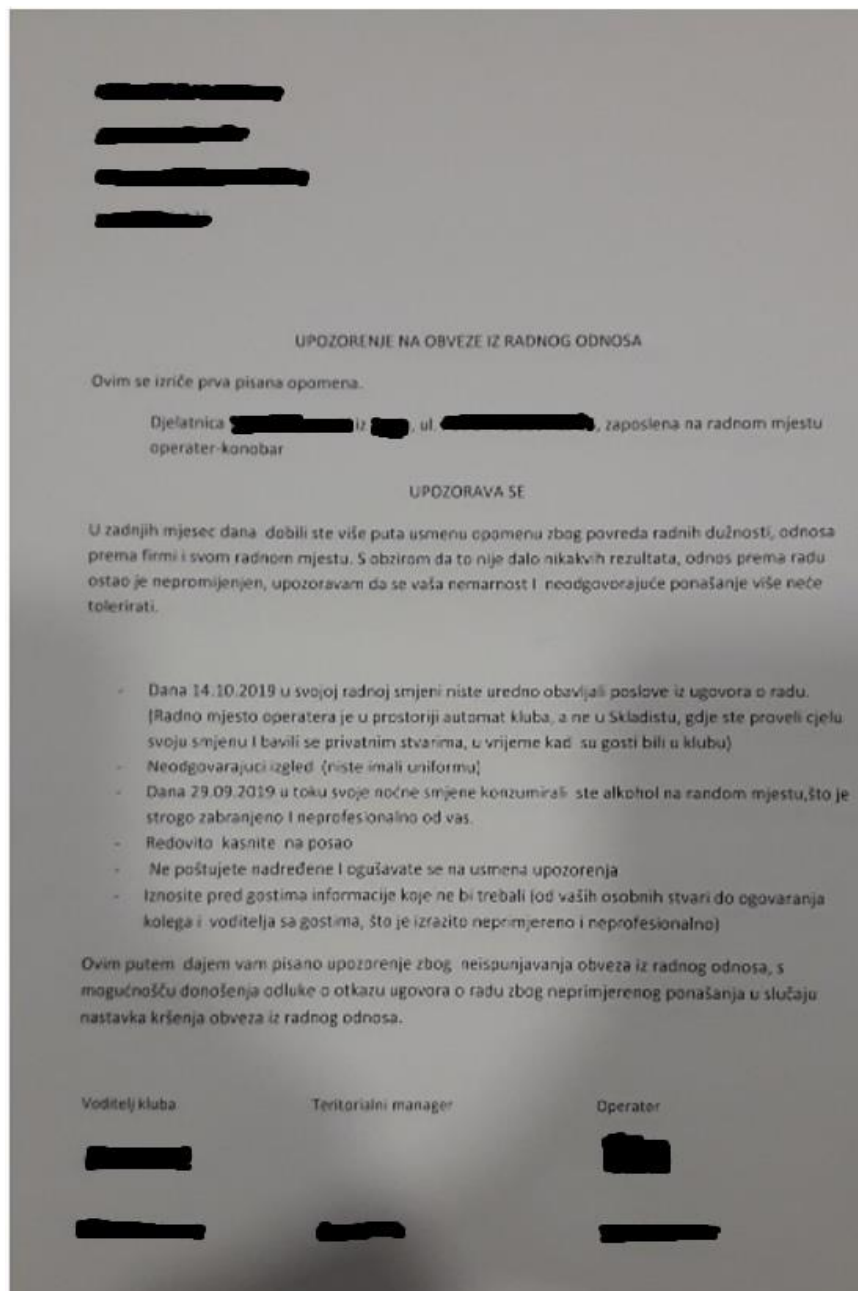 UPOZORENJE NA OBVEZE IZ RADNOG ODNOSA
Ovim se izriče prva pisana opomena.
Djelatnica iz , ul. , zaposlena na radnom mjestu
operater-konobar
UPOZORAVA SE
U zadnjih mjesec dana dobili ste više puta usmenu opomenu zbog povreda radnih dužnosti, odnosa
prema firmi i svom radnom mjestu. S obzirom da to nije dalo nikakvih rezultata, odnos prema radu
ostao je nepromijenjen, upozoravam da se vaša nemarnost I neodgovorajuće ponašanje više neće
tolerirati.
- Dana 14.10.2019 u svojoj radnoj smjeni niste uredno obavljali poslove iz ugovora o radu.
(Radno mjesto operatera je u prostoriji automat kluba, a ne u Skladistu, gdje ste proveli cjelu
svoju smjenu I bavili se privatnim stvarima, u vrijeme kad su gosti bili u klubu)
- Neodgovarajuci izgled (niste imali uniformu)
- Dana 29.09.2019 u toku svoje noćne smjene konzumirali ste alkohol na random mjestu,što je
strogo zabranjeno I neprofesionalno od vas.
- Redovito kasnite na posao
- Ne poštujete nadređene I ogušavate se na usmena upozorenja
- Iznosite pred gostima informacije koje ne bi trebali (od vaših osobnih stvari do ogovaranja
kolega i voditelja sa gostima, što je izrazito neprimjereno i neprofesionalno)
Ovim putem dajem vam pisano upozorenje zbog neispunjavanja obveza iz radnog odnosa, s
mogućnošću donošenja odluke o otkazu ugovora o radu zbog neprimjerenog ponašanja u slučaju
nastavka kršenja obveza iz radnog odnosa.
Voditelj kluba Teritorialni manager Operator